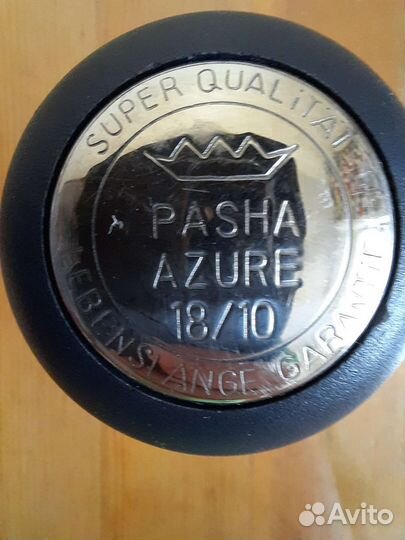 SUPER QUALITÄT
PASHA
AZURE
18/10
LEBENSLANGE GARANTIE
Avito